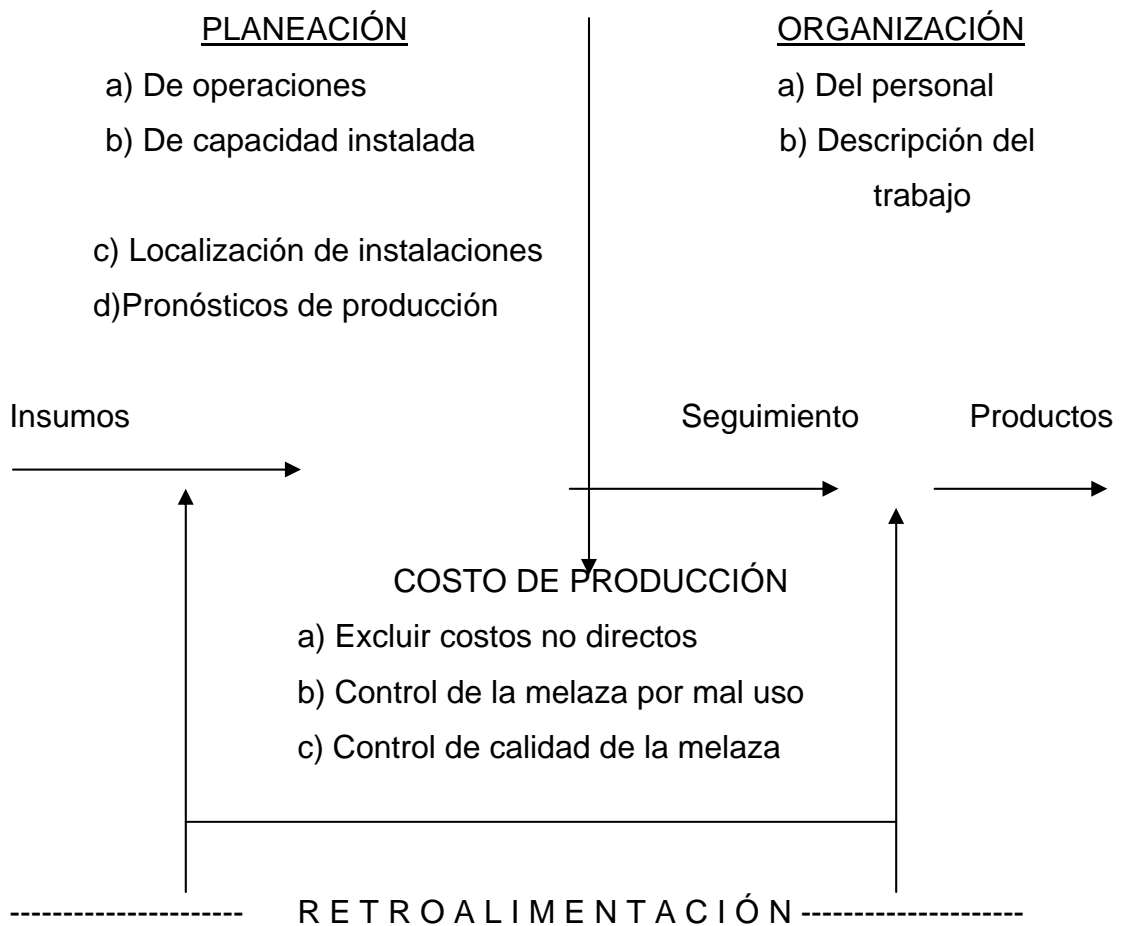 PLANEACIÓN
a) De operaciones
b) De capacidad instalada
c) Localización de instalaciones
d)Pronósticos de producción
ORGANIZACIÓN
a) Del personal
b) Descripción del
trabajo
Insumos
Seguimiento
Productos
COSTO DE PRODUCCIÓN
a) Excluir costos no directos
b) Control de la melaza por mal uso
c) Control de calidad de la melaza
---------------------- R E T R O A L I M E N T A C I Ó N ---------------------